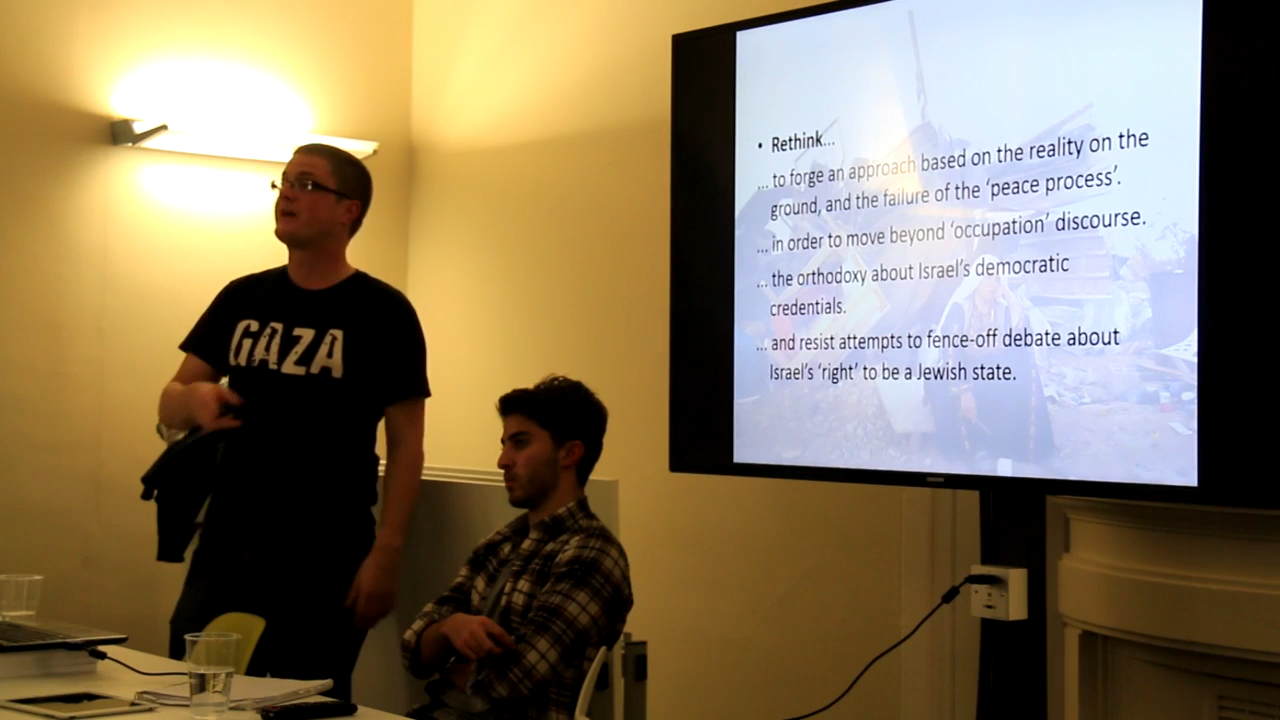 GAZA
• Rethink...
... to forge an approach based on the reality on the
ground, and the failure of the ‘peace process’.
... in order to move beyond ‘occupation’ discourse.
... the orthodoxy about Israel’s democratic
credentials.
... and resist attempts to fence-off debate about
Israel’s ‘right’ to be a Jewish state.
SAMSUNG